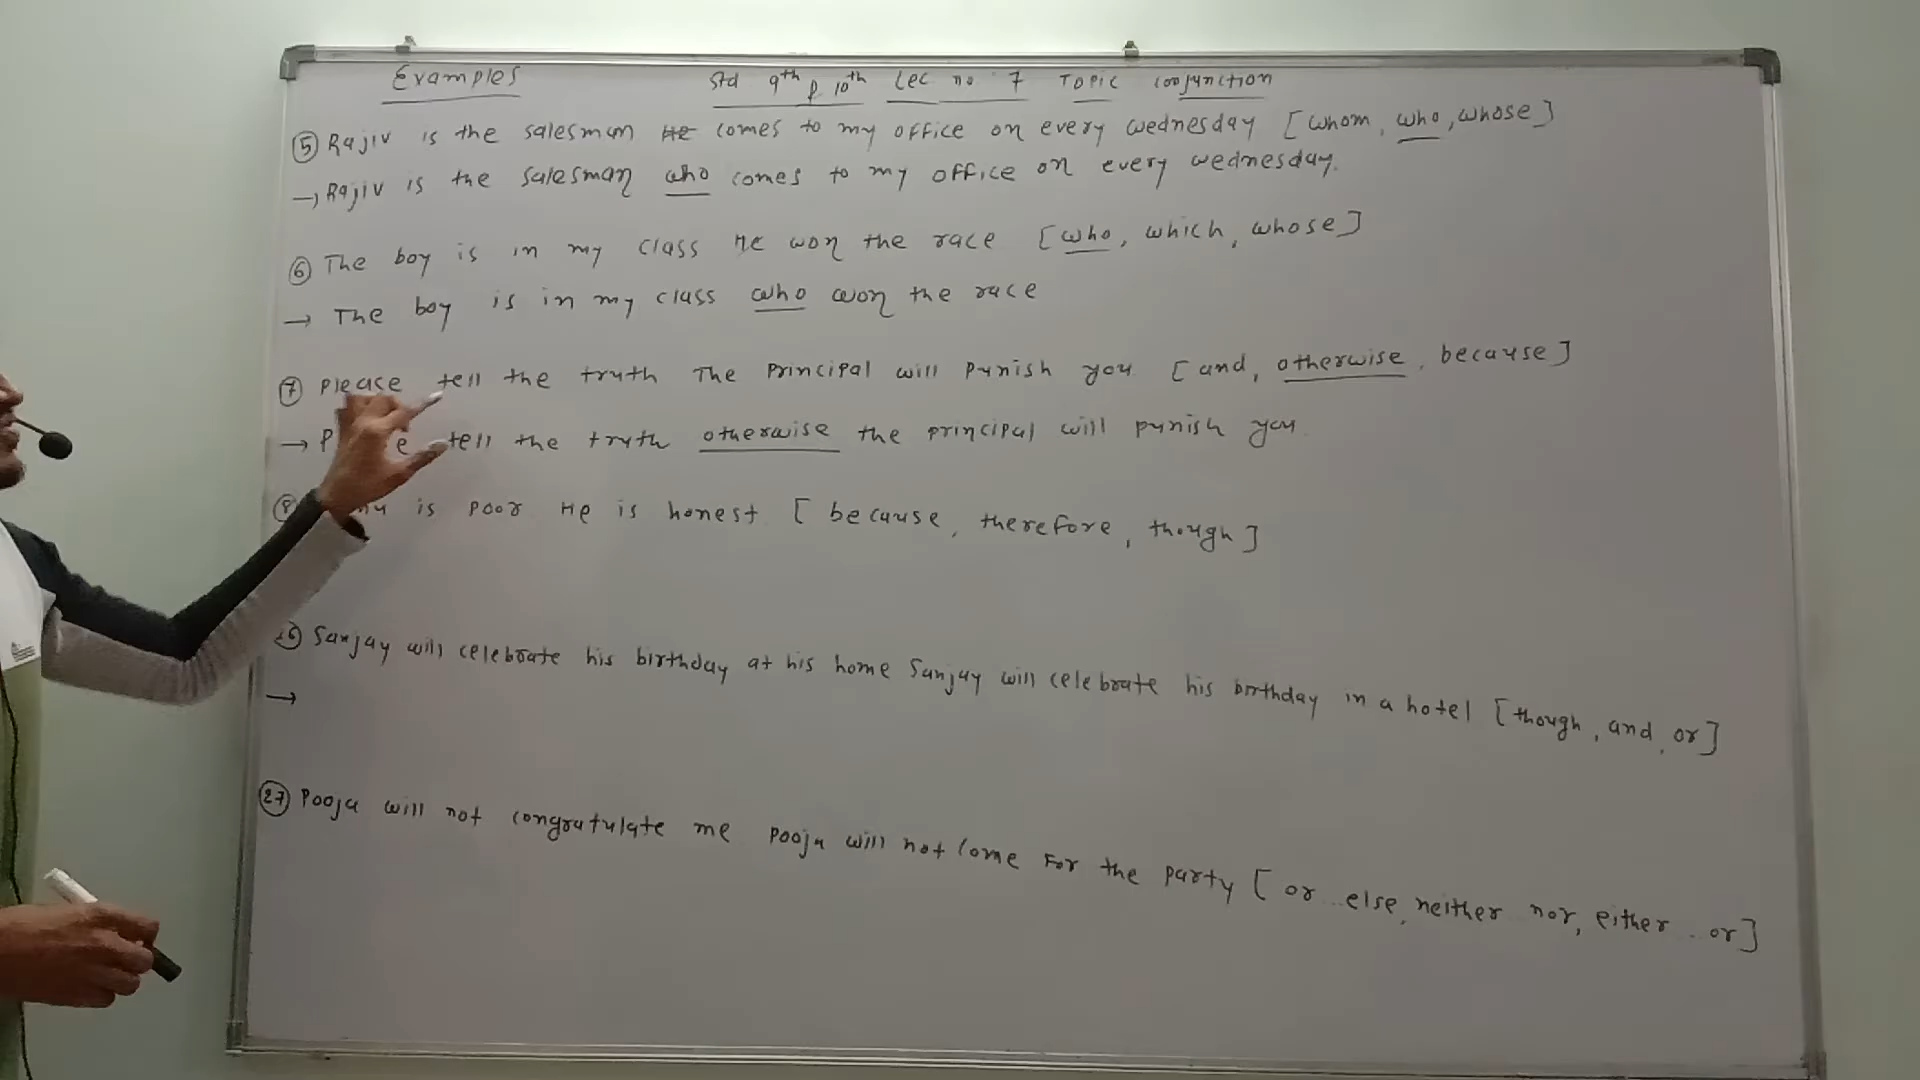 Examples Std 9th & 10th Lec no 7 Topic conjunction
⑤ Rajiv is the salesman He comes to my office on every wednesday [whom, who, whose]
→ Rajiv is the salesman who comes to my office on every wednesday.
⑥ The boy is in my class He won the race [who, which, whose]
→ The boy is in my class who won the race
⑦ Please tell the truth The Principal will punish you [and, otherwise, because]
→ tell the truth otherwise the principal will punish you.
⑧ is poor He is honest [because, therefore, though]
Sanjay will celebrate his birthday at his home Sanjay will celebrate his birthday in a hotel [though, and, or]
→
㉗ Pooja will not congratulate me Pooja will not come for the party [or...else, neither nor, either...or]